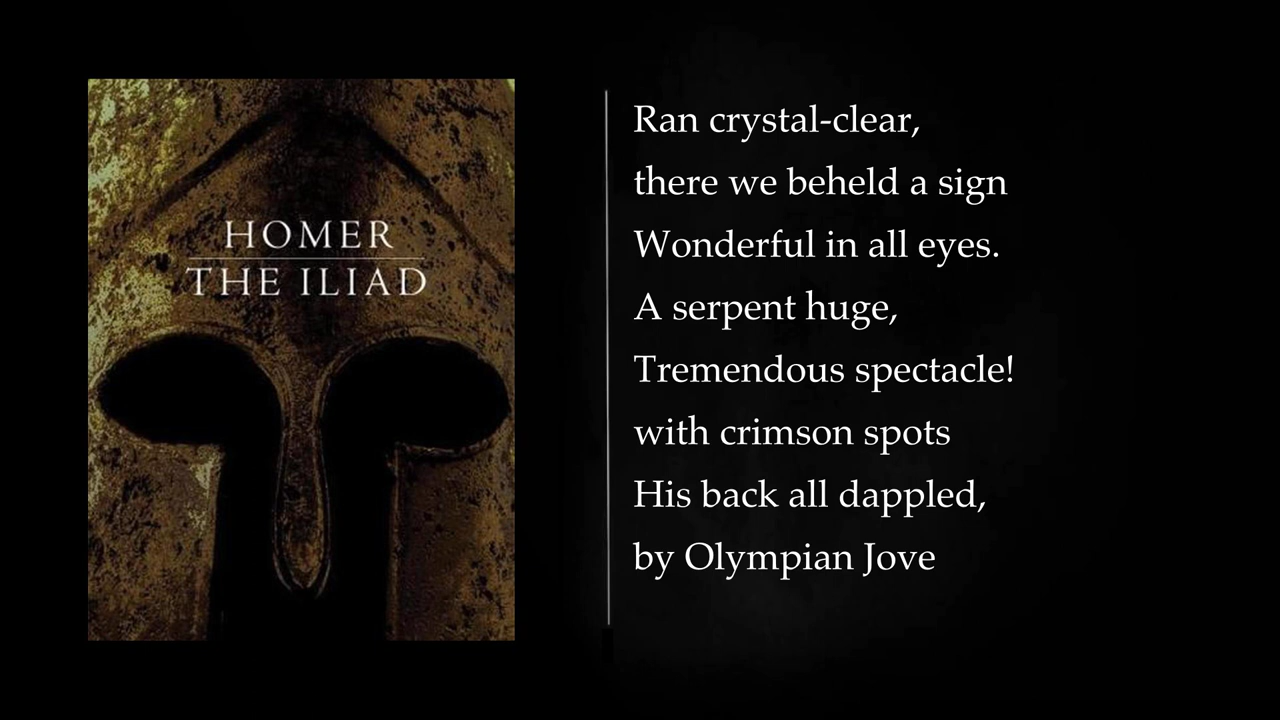 HOMER
THE ILIAD
Ran crystal-clear,
there we beheld a sign
Wonderful in all eyes.
A serpent huge,
Tremendous spectacle!
with crimson spots
His back all dappled,
by Olympian Jove